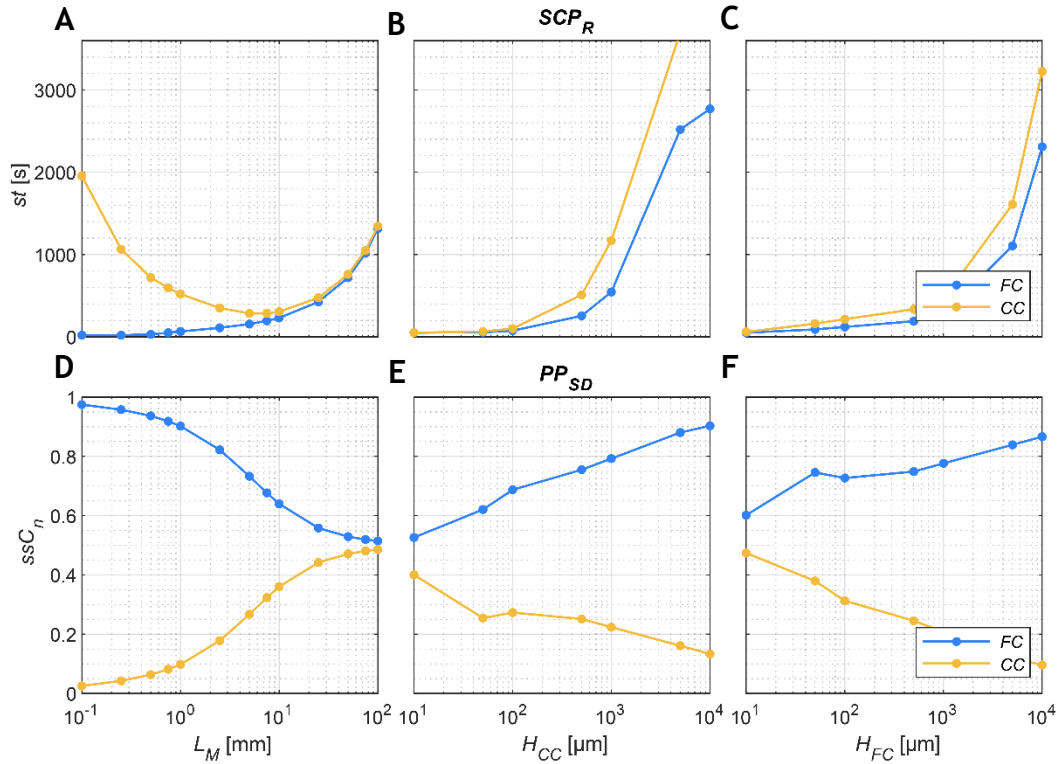 A
B
SCP_R
C
3000
2000
1000
0
st [s]
FC
CC
D
E
PP_SD
F
1
0.8
0.6
0.4
0.2
0
ssC_n
FC
CC
10^-1 10^0 10^1 10^2
10^1 10^2 10^3 10^4
10^1 10^2 10^3 10^4
L_M [mm]
H_CC [µm]
H_FC [µm]